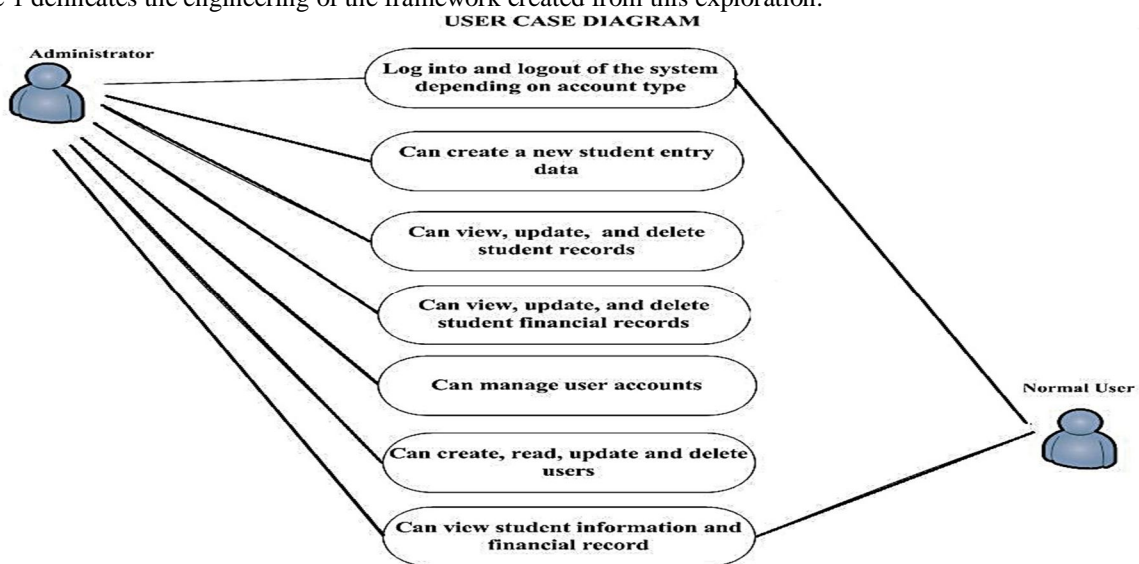 e 1 delineates the engineering of the framework created from this exploration.
USER CASE DIAGRAM
Administrator
Log into and logout of the system
depending on account type
Can create a new student entry
data
Can view, update, and delete
student records
Can view, update, and delete
student financial records
Can manage user accounts
Normal User
Can create, read, update and delete
users
Can view student information and
financial record